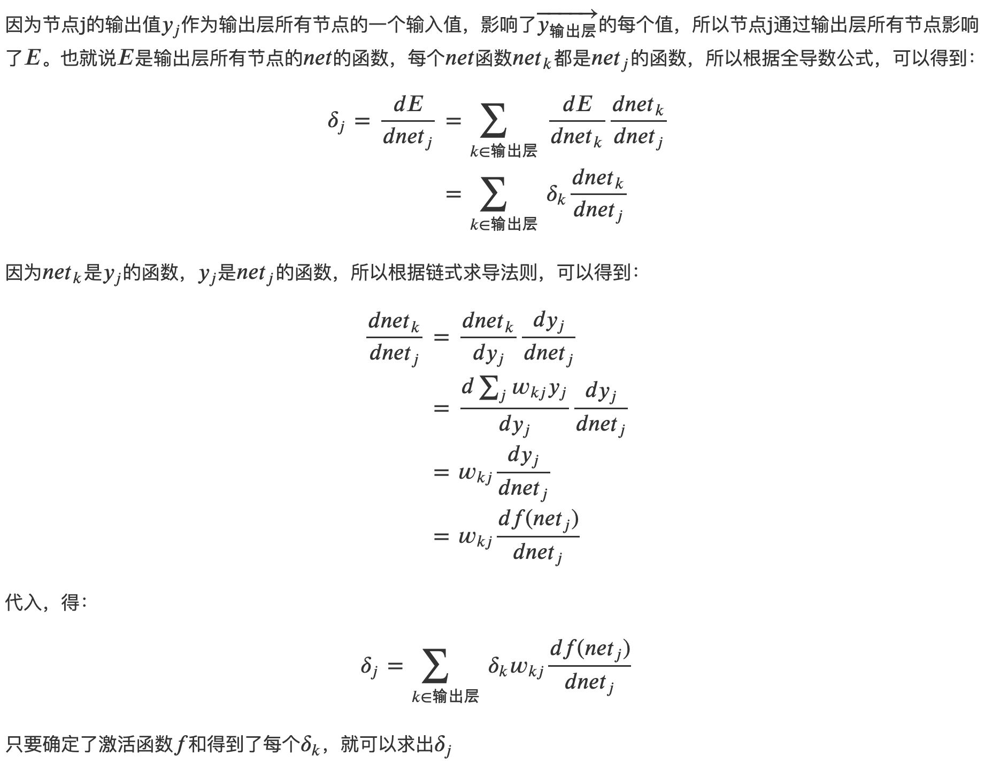 因为节点j的输出值$y_j$作为输出层所有节点的一个输入值，影响了$\overrightarrow{y_{输出层}}$的每个值，所以节点j通过输出层所有节点影响
了$E$。也就说$E$是输出层所有节点的$net$的函数，每个$net$函数$net_k$都是$net_j$的函数，所以根据全导数公式，可以得到：
$\delta_j = \frac{dE}{dnet_j} = \sum_{k\in 输出层} \frac{dE}{dnet_k} \frac{dnet_k}{dnet_j}$
$= \sum_{k\in 输出层} \delta_k \frac{dnet_k}{dnet_j}$
因为$net_k$是$y_j$的函数，$y_j$是$net_j$的函数，所以根据链式求导法则，可以得到：
$\frac{dnet_k}{dnet_j} = \frac{dnet_k}{dy_j} \frac{dy_j}{dnet_j}$
$= \frac{d\sum_j w_{kj} y_j}{dy_j} \frac{dy_j}{dnet_j}$
$= w_{kj} \frac{dy_j}{dnet_j}$
$= w_{kj} \frac{df(net_j)}{dnet_j}$
代入，得：
$\delta_j = \sum_{k\in 输出层} \delta_k w_{kj} \frac{df(net_j)}{dnet_j}$
只要确定了激活函数$f$和得到了每个$\delta_k$，就可以求出$\delta_j$